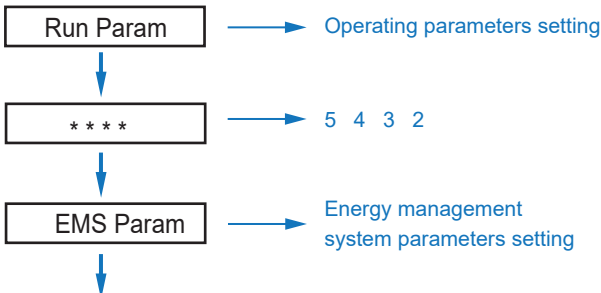 Run Param
Operating parameters setting
* * * *
5 4 3 2
EMS Param
Energy management
system parameters setting